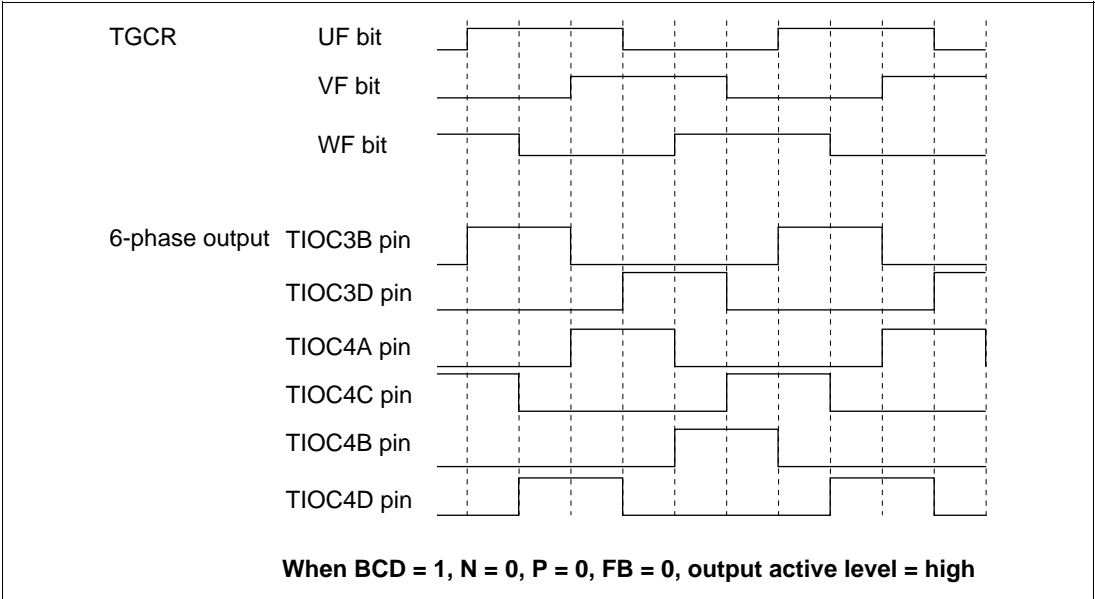 TGCR UF bit
VF bit
WF bit
6-phase output TIOC3B pin
TIOC3D pin
TIOC4A pin
TIOC4C pin
TIOC4B pin
TIOC4D pin
When BCD = 1, N = 0, P = 0, FB = 0, output active level = high